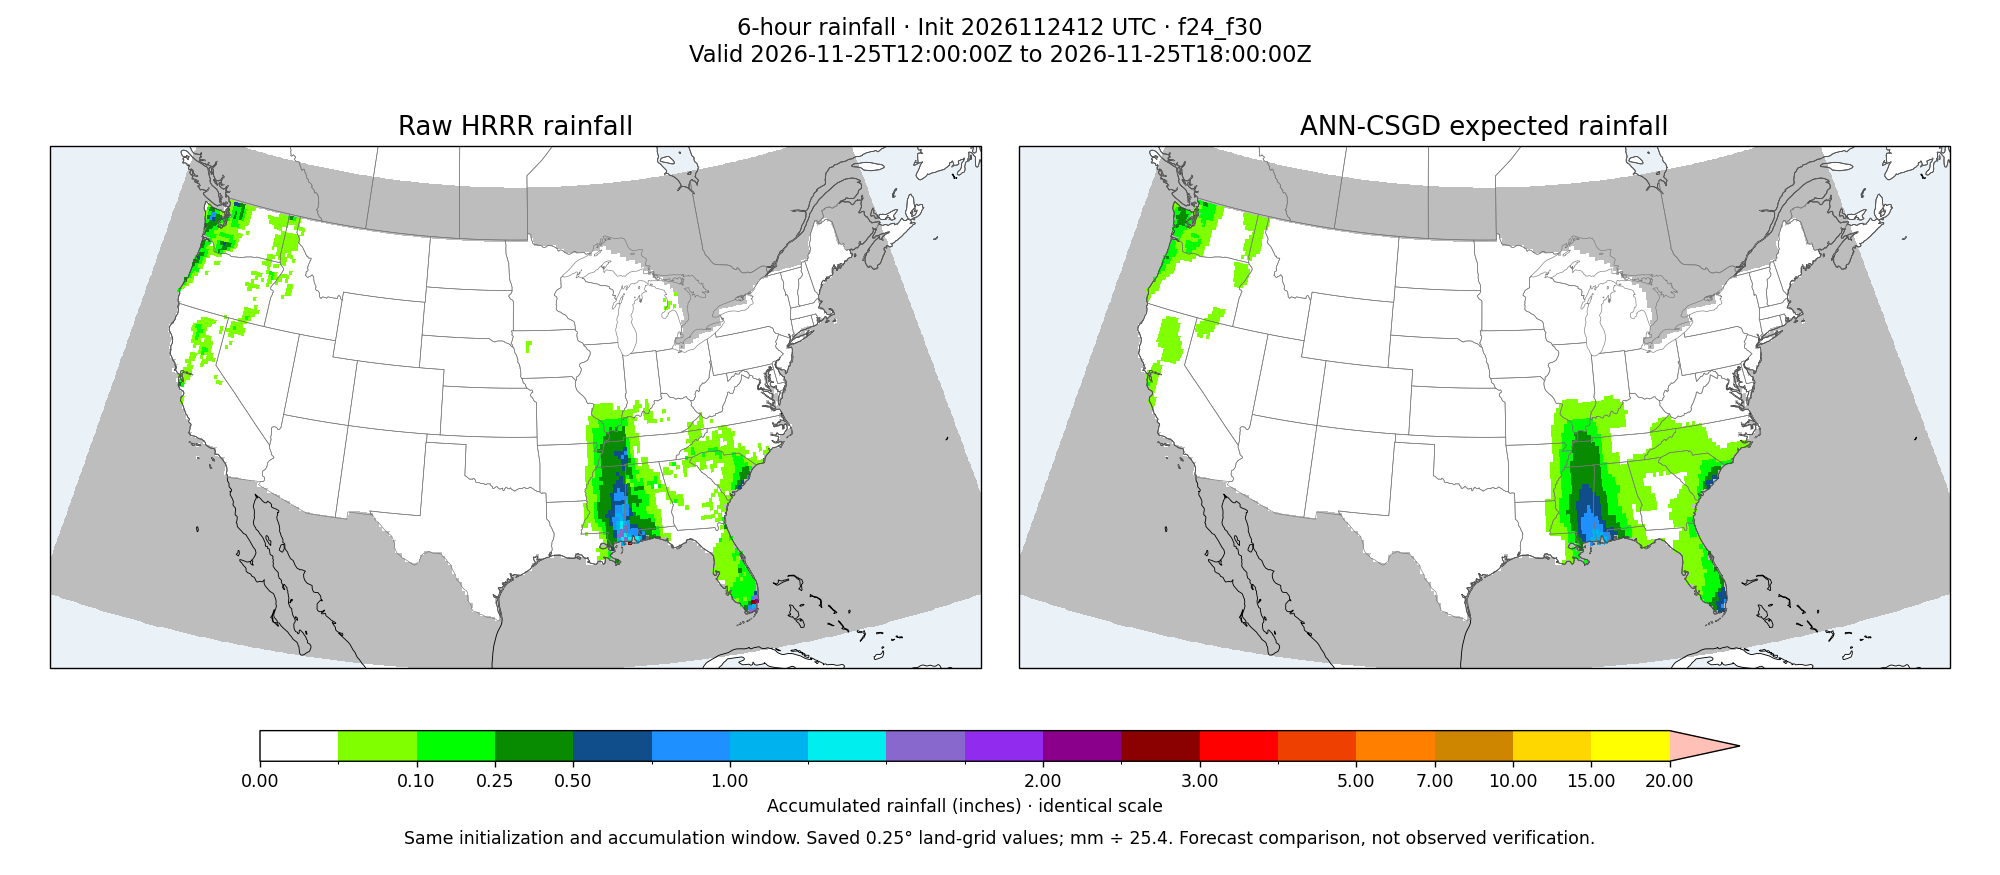 6-hour rainfall · Init 2026112412 UTC · f24_f30
Valid 2026-11-25T12:00:00Z to 2026-11-25T18:00:00Z
Raw HRRR rainfall
ANN-CSGD expected rainfall
0.00 0.10 0.25 0.50 1.00 2.00 3.00 5.00 7.00 10.00 15.00 20.00
Accumulated rainfall (inches) · identical scale
Same initialization and accumulation window. Saved 0.25° land-grid values; mm ÷ 25.4. Forecast comparison, not observed verification.